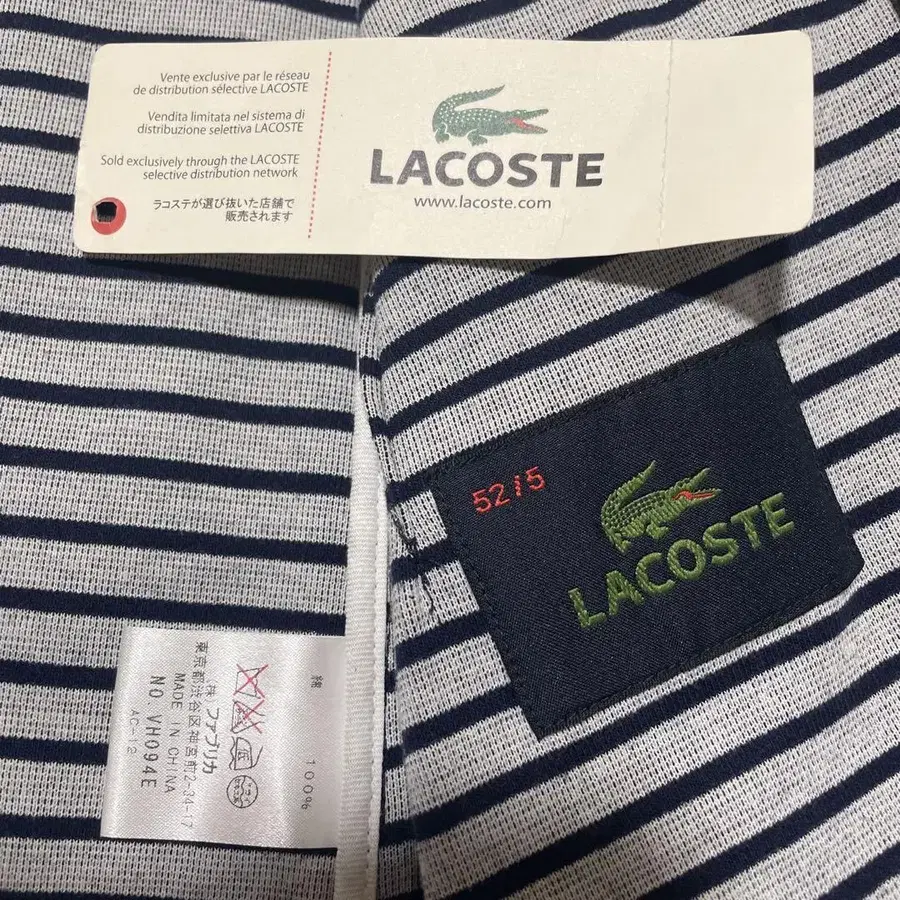 Vente exclusive par le réseau
de distribution sélective LACOSTE
Vendita limitata nel sistema di
distribuzione selettiva LACOSTE
Sold exclusively through the LACOSTE
selective distribution network
ラコステが選び抜いた店舗で
販売されます
LACOSTE
www.lacoste.com
52/5
LACOSTE
綿 100%
㈱ファブリカ
東京都渋谷区神宮前2-34-17
MADE IN CHINA
NO. VH094E
AC-12